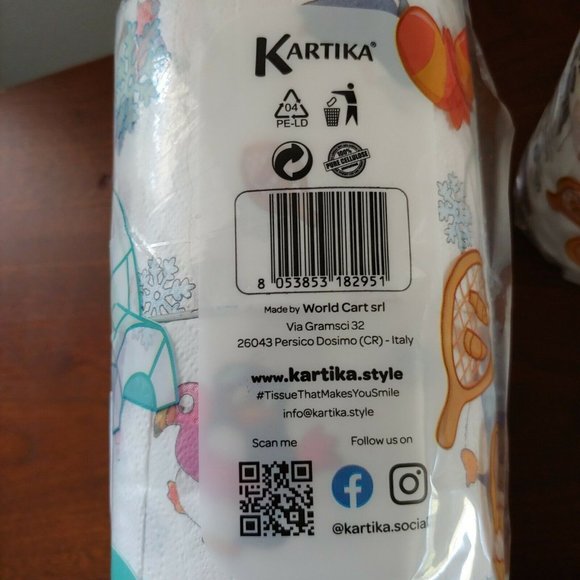 KARTIKA®
04
PE-LD
100%
PURE CELLULOSE
8 053853 182951
Made by World Cart srl
Via Gramsci 32
26043 Persico Dosimo (CR) - Italy
www.kartika.style
#TissueThatMakesYouSmile
info@kartika.style
Scan me Follow us on
@kartika.social